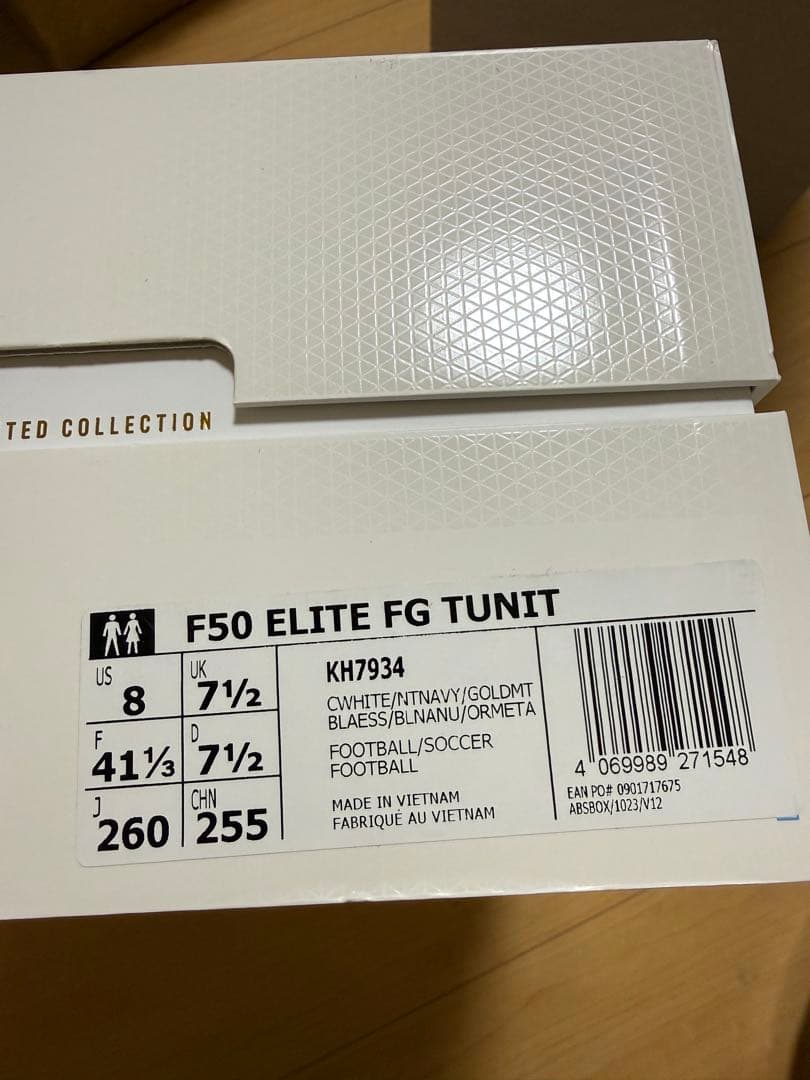 TED COLLECTION
F50 ELITE FG TUNIT
US 8
UK 7½
F 41⅓
D 7½
J 260
CHN 255
KH7934
CWHITE/NTNAVY/GOLDMT
BLAESS/BLNANU/ORMETA
FOOTBALL/SOCCER
FOOTBALL
MADE IN VIETNAM
FABRIQUÉ AU VIETNAM
4 069989 271548
EAN PO# 0901717675
ABSBOX/1023/V12